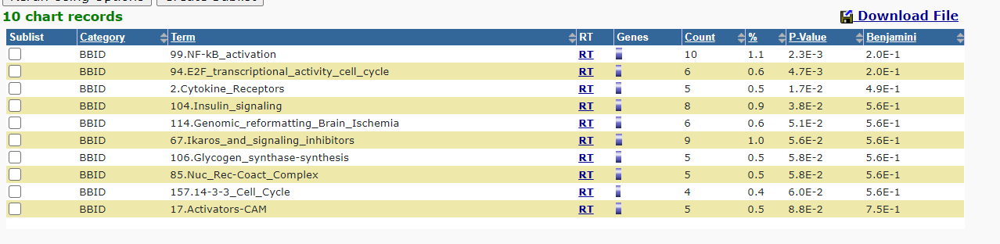 Rerun Using Options Create Sublist
10 chart records Download File
Sublist Category Term RT Genes Count % P-Value Benjamini
BBID 99.NF-kB_activation RT 10 1.1 2.3E-3 2.0E-1
BBID 94.E2F_transcriptional_activity_cell_cycle RT 6 0.6 4.7E-3 2.0E-1
BBID 2.Cytokine_Receptors RT 5 0.5 1.7E-2 4.9E-1
BBID 104.Insulin_signaling RT 8 0.9 3.8E-2 5.6E-1
BBID 114.Genomic_reformatting_Brain_Ischemia RT 6 0.6 5.1E-2 5.6E-1
BBID 67.Ikaros_and_signaling_inhibitors RT 9 1.0 5.6E-2 5.6E-1
BBID 106.Glycogen_synthase-synthesis RT 5 0.5 5.8E-2 5.6E-1
BBID 85.Nuc_Rec-Coact_Complex RT 5 0.5 5.8E-2 5.6E-1
BBID 157.14-3-3_Cell_Cycle RT 4 0.4 6.0E-2 5.6E-1
BBID 17.Activators-CAM RT 5 0.5 8.8E-2 7.5E-1